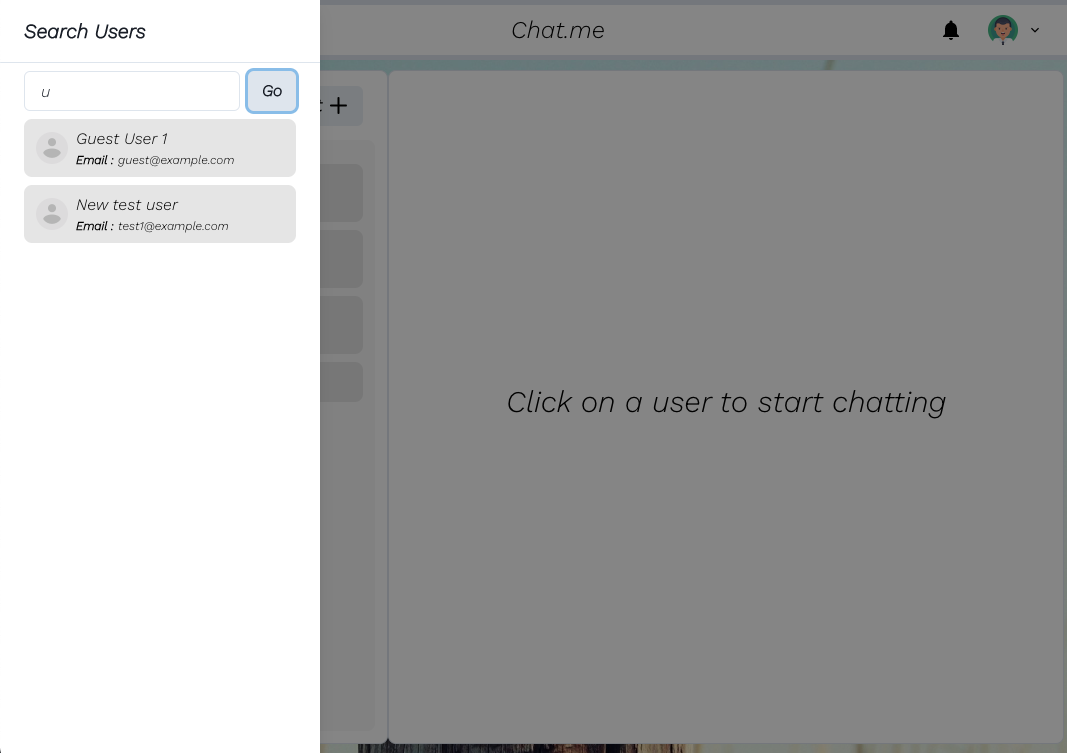 Search Users
Chat.me
u
Go
Guest User 1
Email : guest@example.com
New test user
Email : test1@example.com
Click on a user to start chatting